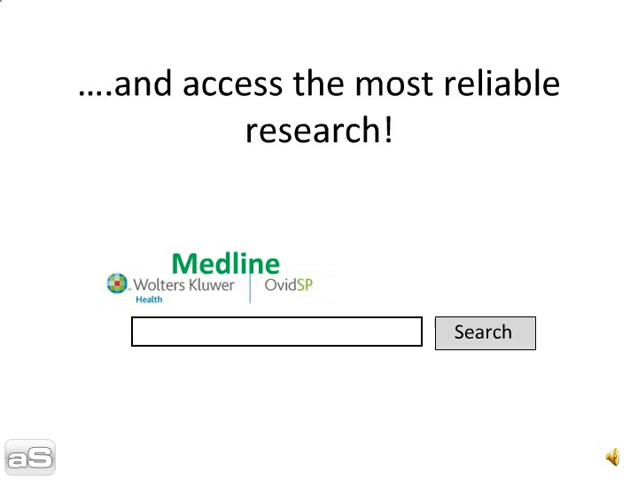 ….and access the most reliable
research!
Medline
Wolters Kluwer OvidSP
Health
Search
aS